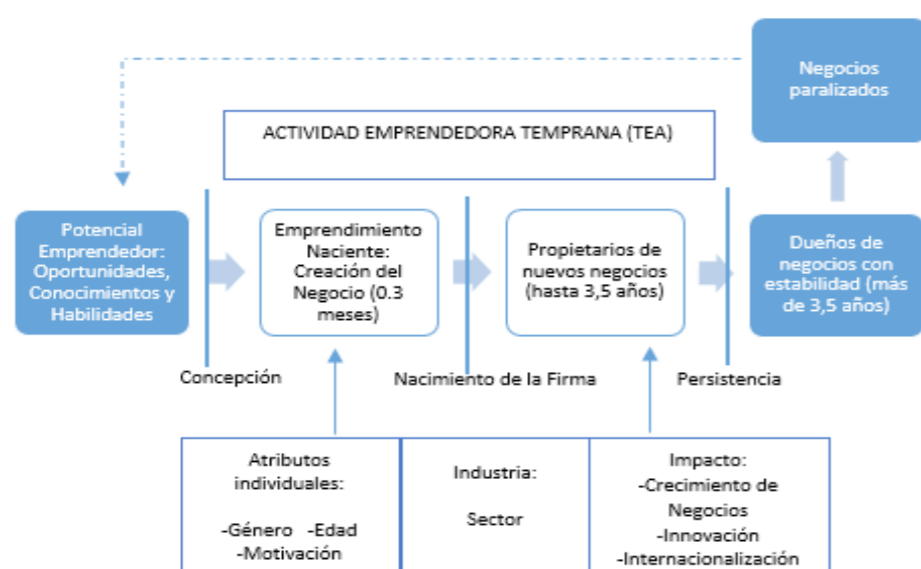 Negocios
paralizados
ACTIVIDAD EMPRENDEDORA TEMPRANA (TEA)
Potencial
Emprendedor:
Oportunidades,
Conocimientos y
Habilidades
Emprendimiento
Naciente:
Creación del
Negocio (0.3
meses)
Propietarios de
nuevos negocios
(hasta 3,5 años)
Dueños de
negocios con
estabilidad (más
de 3,5 años)
Concepción
Nacimiento de la Firma
Persistencia
Atributos
individuales:
-Género -Edad
-Motivación
Industria:
Sector
Impacto:
-Crecimiento de
Negocios
-Innovación
-Internacionalización